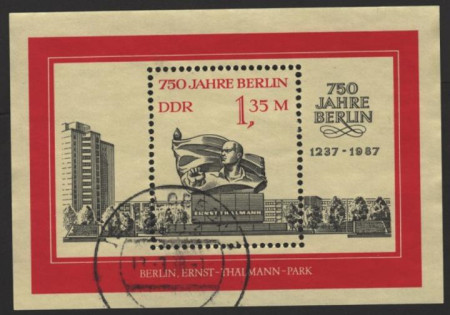 750 JAHRE BERLIN
DDR
1,35 M
750
JAHRE
BERLIN
1237 - 1987
ERNST THÄLMANN
BERLIN, ERNST-THÄLMANN-PARK